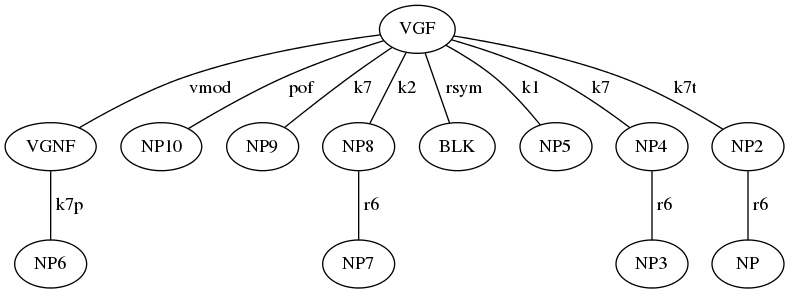 VGF
vmod pof k7 k2 rsym k1 k7 k7t
VGNF NP10 NP9 NP8 BLK NP5 NP4 NP2
k7p r6 r6 r6
NP6 NP7 NP3 NP